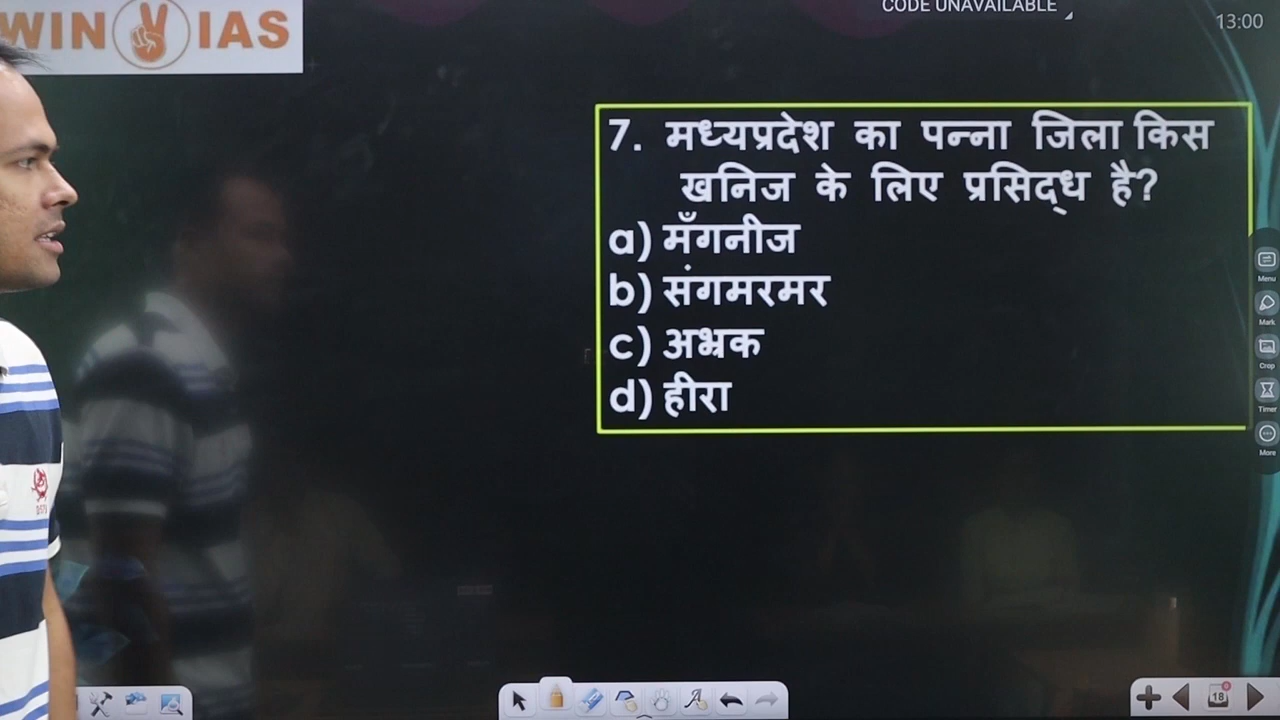 WIN IAS
CODE UNAVAILABLE
13:00
7. मध्यप्रदेश का पन्ना जिला किस
खनिज के लिए प्रसिद्ध है?
a) मँगनीज
b) संगमरमर
c) अभ्रक
d) हीरा
Menu
Mark
Crop
Timer
More
18